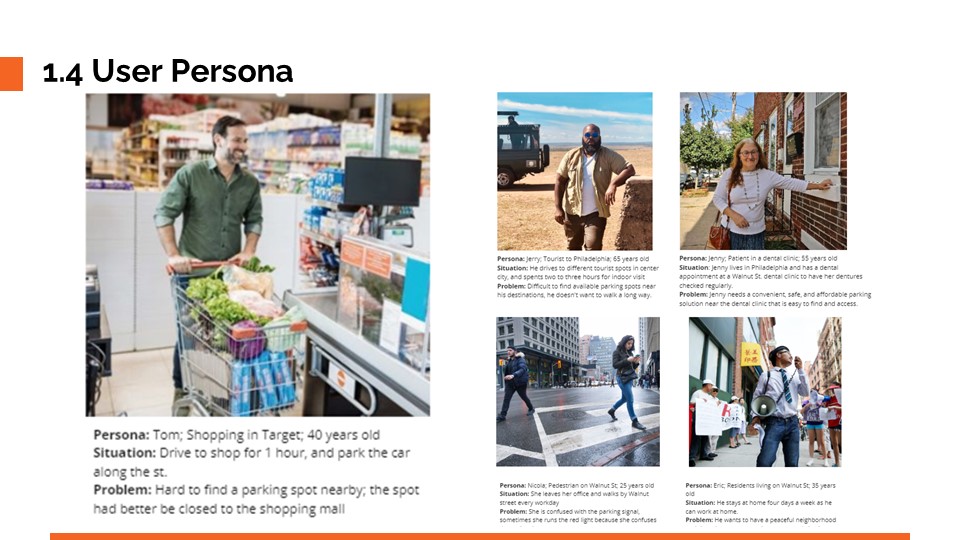 1.4 User Persona
Persona: Tom; Shopping in Target; 40 years old
Situation: Drive to shop for 1 hour, and park the car
along the st.
Problem: Hard to find a parking spot nearby; the spot
had better be closed to the shopping mall
Persona: Jerry; Tourist to Philadelphia; 65 years old
Situation: He drives to different tourist spots in center
city, and spents two to three hours for indoor visit
Problem: Difficult to find available parking spots near
his destinations, he doesn't want to walk a long way.
Persona: Jenny; Patient in a dental clinic; 55 years old
Situation: Jenny lives in Philadelphia and has a dental
appointment at a Walnut St. dental clinic to have her dentures
checked regularly.
Problem: Jenny needs a convenient, safe, and affordable parking
solution near the dental clinic that is easy to find and access.
Persona: Nicola; Pedestrian on Walnut St; 25 years old
Situation: She leaves her office and walks by Walnut
street every workday
Problem: She is confused with the parking signal,
sometimes she runs the red light because she confuses
Persona: Eric; Residents living on Walnut St; 35 years
old
Situation: He stays at home four days a week as he
can work at home.
Problem: He wants to have a peaceful neighborhood